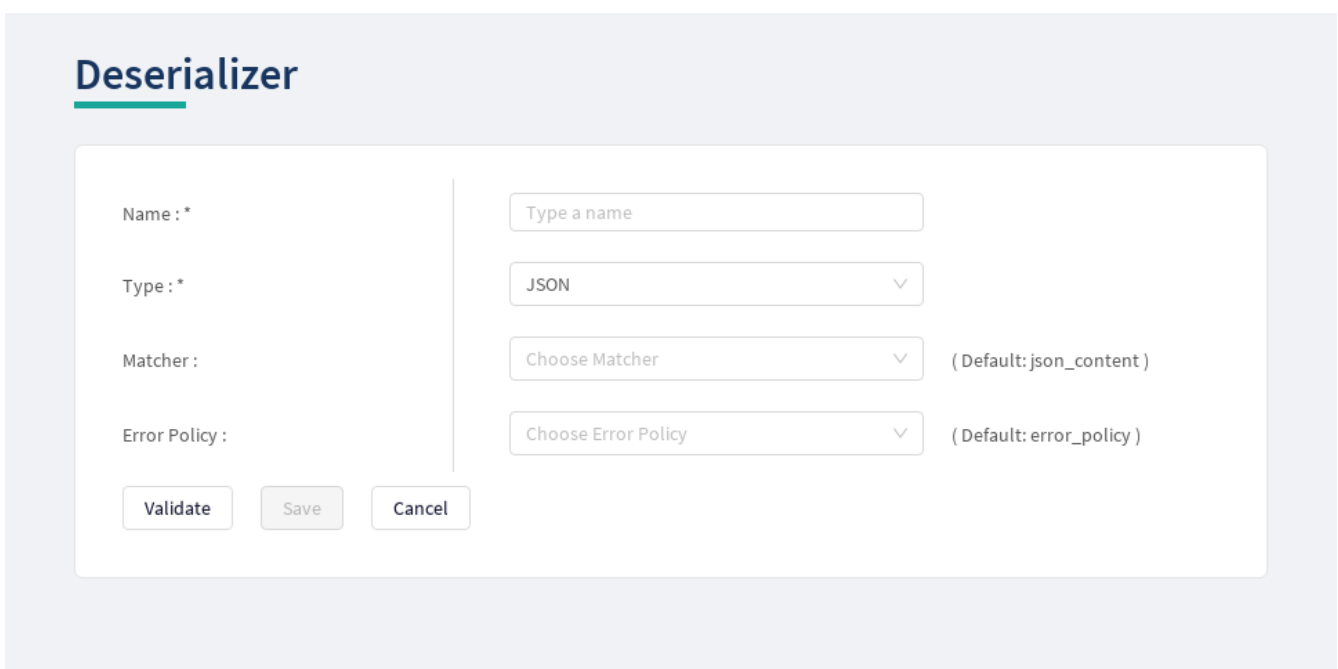 Deserializer
Name : *
Type a name
Type : *
JSON
Matcher :
Choose Matcher
( Default: json_content )
Error Policy :
Choose Error Policy
( Default: error_policy )
Validate
Save
Cancel